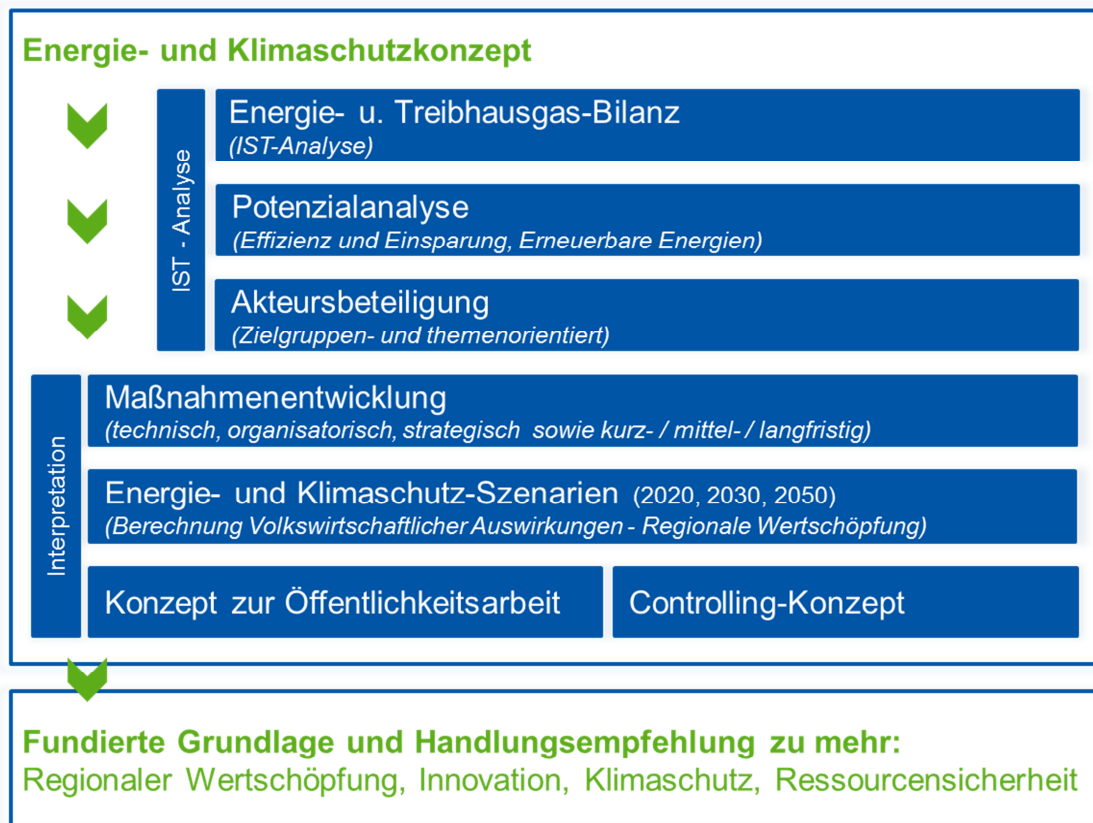 Energie- und Klimaschutzkonzept
IST - Analyse
Energie- u. Treibhausgas-Bilanz
(IST-Analyse)
Potenzialanalyse
(Effizienz und Einsparung, Erneuerbare Energien)
Akteursbeteiligung
(Zielgruppen- und themenorientiert)
Interpretation
Maßnahmenentwicklung
(technisch, organisatorisch, strategisch sowie kurz- / mittel- / langfristig)
Energie- und Klimaschutz-Szenarien (2020, 2030, 2050)
(Berechnung Volkswirtschaftlicher Auswirkungen - Regionale Wertschöpfung)
Konzept zur Öffentlichkeitsarbeit
Controlling-Konzept
Fundierte Grundlage und Handlungsempfehlung zu mehr:
Regionaler Wertschöpfung, Innovation, Klimaschutz, Ressourcensicherheit